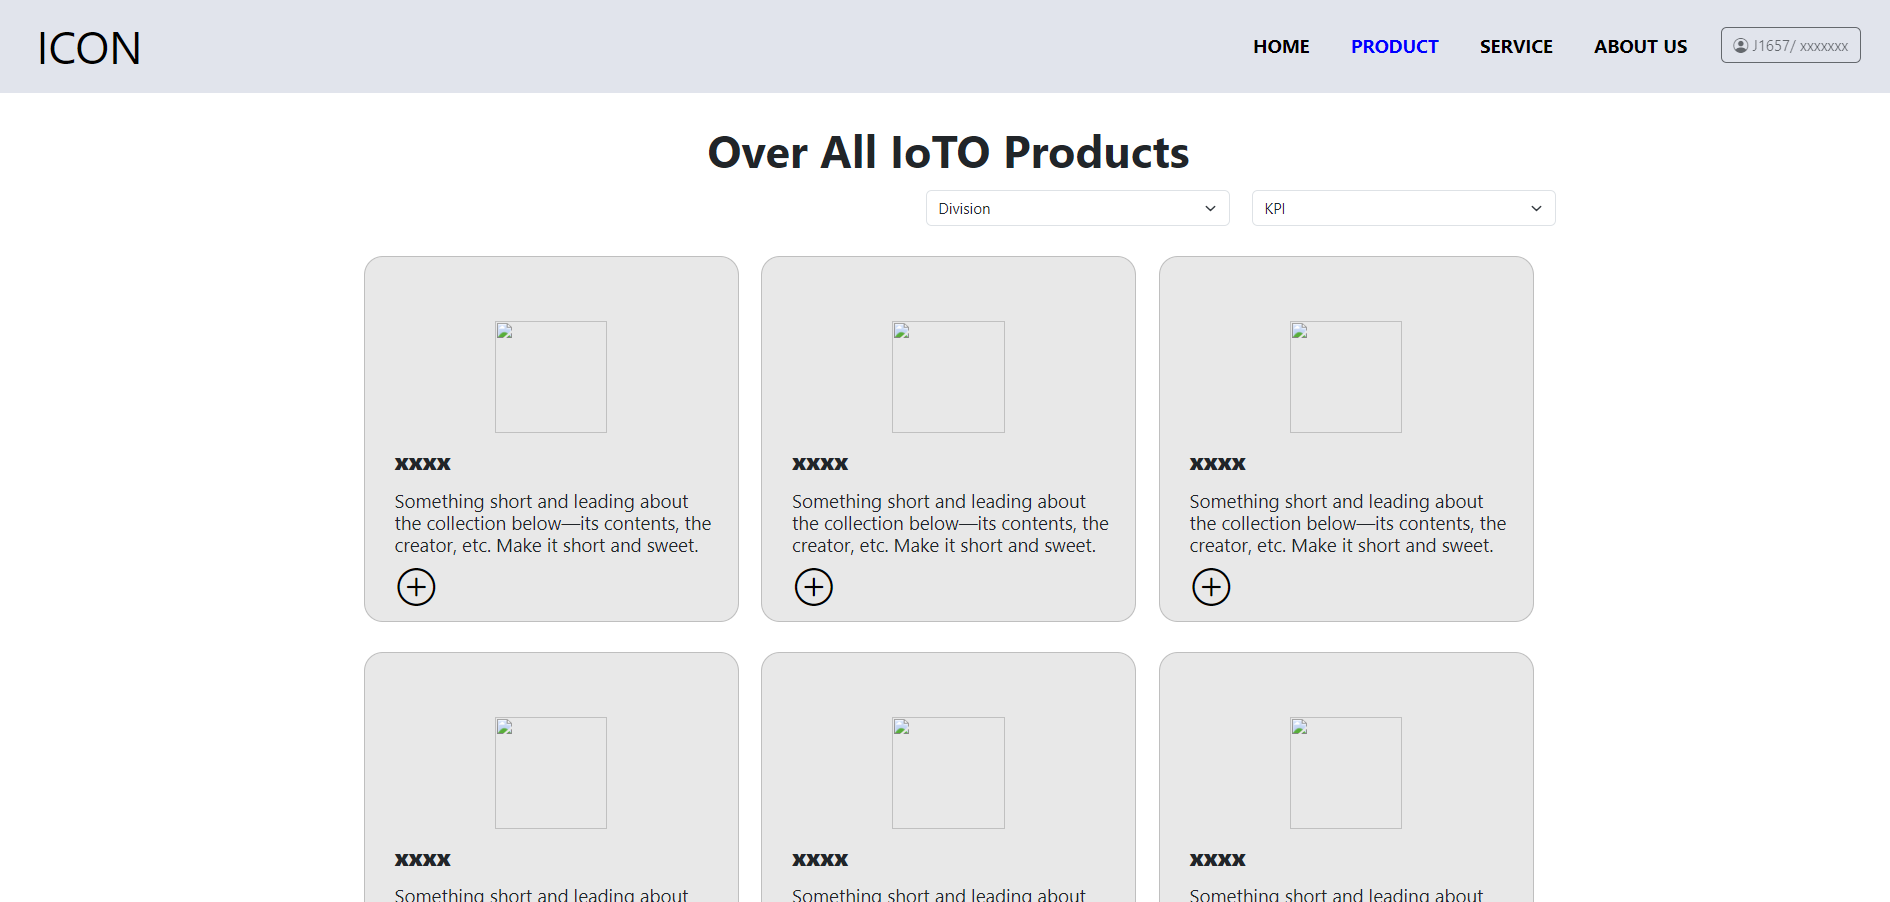 ICON
HOME PRODUCT SERVICE ABOUT US J1657/ xxxxxxx
Over All IoTO Products
Division KPI
xxxx
Something short and leading about
the collection below—its contents, the
creator, etc. Make it short and sweet.
xxxx
Something short and leading about
the collection below—its contents, the
creator, etc. Make it short and sweet.
xxxx
Something short and leading about
the collection below—its contents, the
creator, etc. Make it short and sweet.
xxxx
Something short and leading about
xxxx
Something short and leading about
xxxx
Something short and leading about